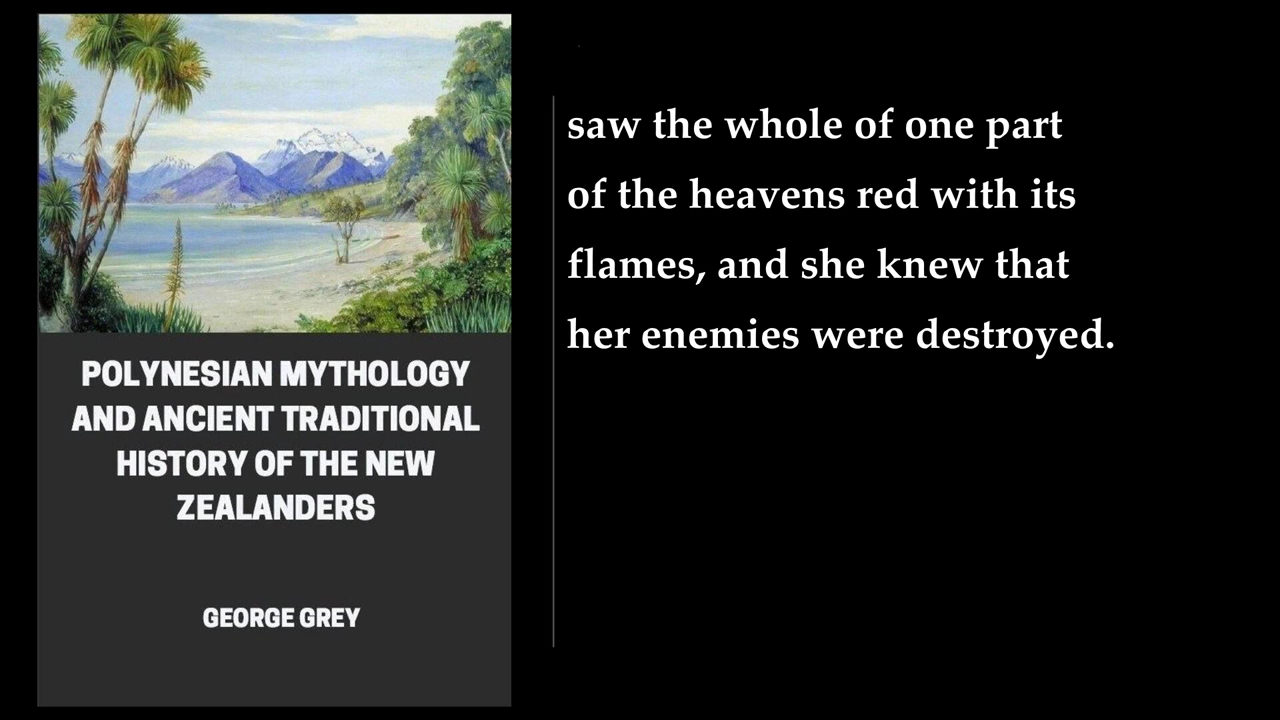 POLYNESIAN MYTHOLOGY
AND ANCIENT TRADITIONAL
HISTORY OF THE NEW
ZEALANDERS
GEORGE GREY
saw the whole of one part
of the heavens red with its
flames, and she knew that
her enemies were destroyed.